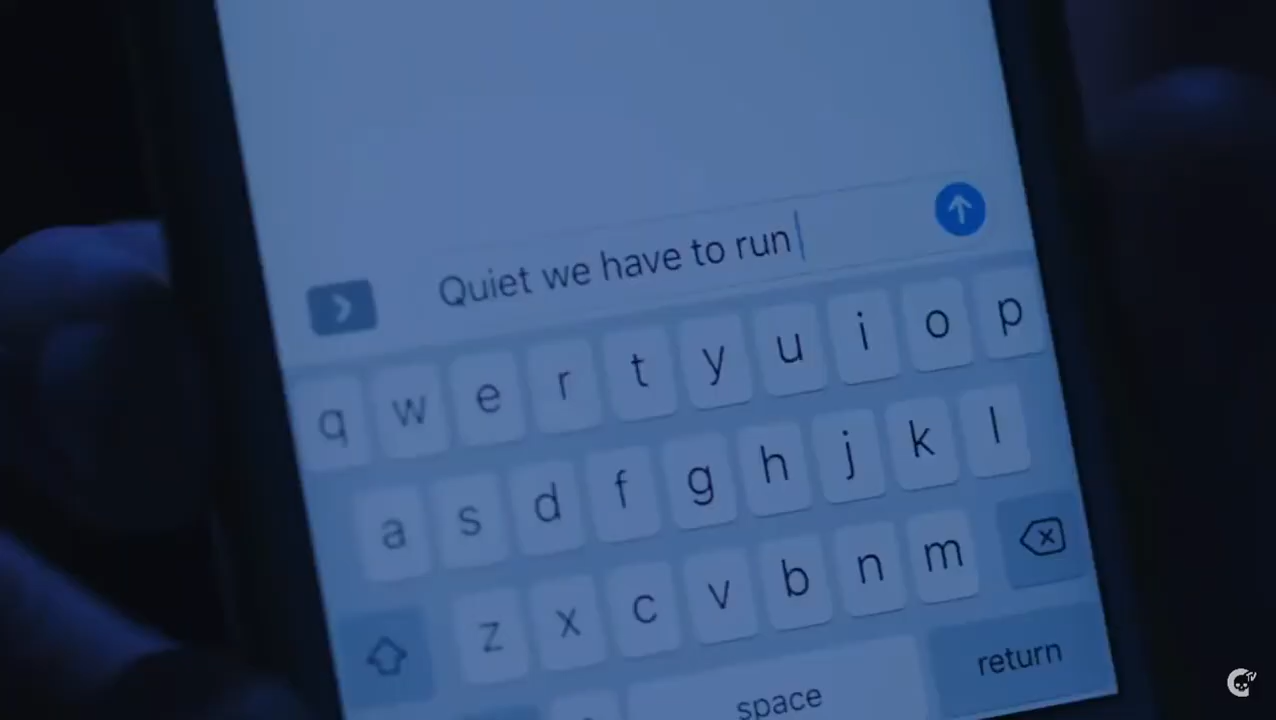 Quiet we have to run
q w e r t y u i o p
a s d f g h j k l
z x c v b n m
space return